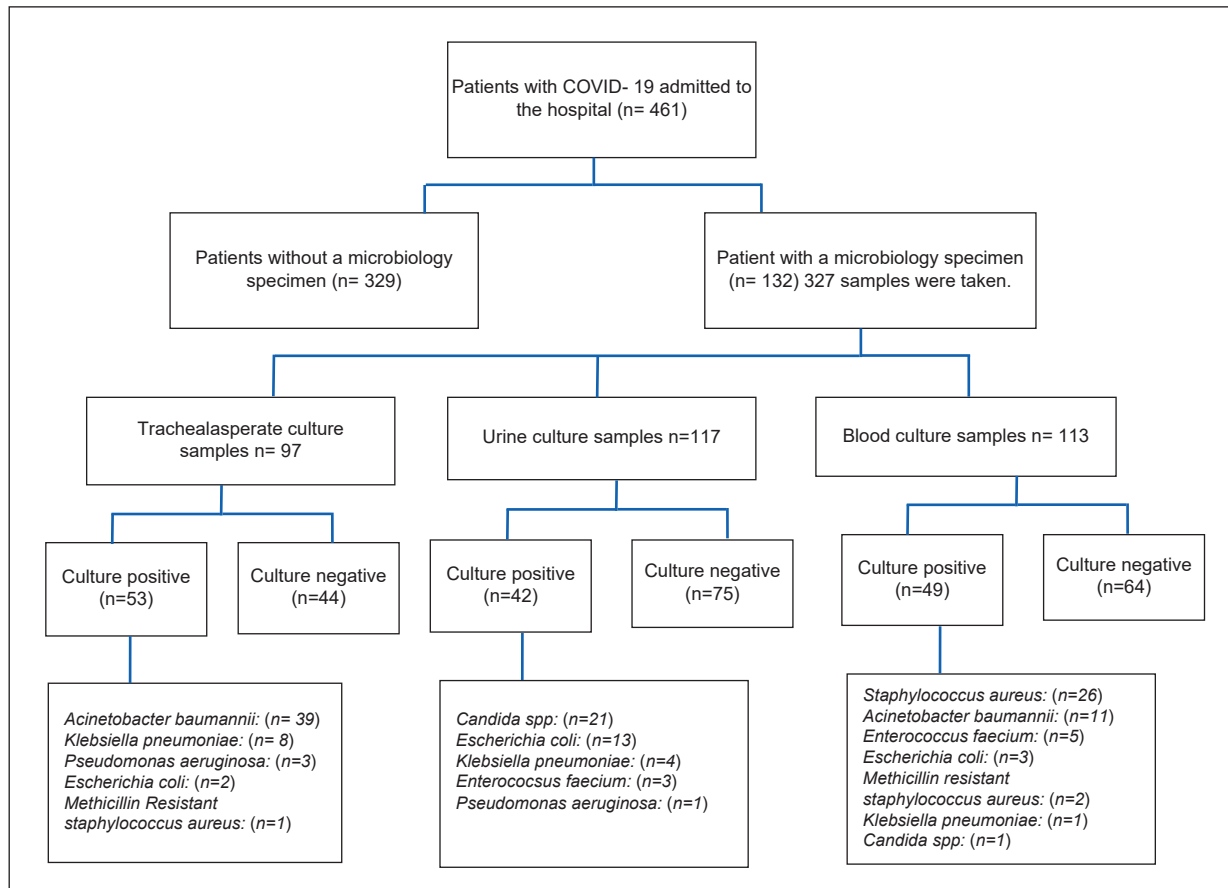 Patients with COVID- 19 admitted to
the hospital (n= 461)
Patients without a microbiology
specimen (n= 329)
Patient with a microbiology specimen
(n= 132) 327 samples were taken.
Trachealasperate culture
samples n= 97
Urine culture samples n=117
Blood culture samples n= 113
Culture positive
(n=53)
Culture negative
(n=44)
Culture positive
(n=42)
Culture negative
(n=75)
Culture positive
(n=49)
Culture negative
(n=64)
Acinetobacter baumannii: (n= 39)
Klebsiella pneumoniae: (n= 8)
Pseudomonas aeruginosa: (n=3)
Escherichia coli: (n=2)
Methicillin Resistant
staphylococcus aureus: (n=1)
Candida spp: (n=21)
Escherichia coli: (n=13)
Klebsiella pneumoniae: (n=4)
Enterocosus faecium: (n=3)
Pseudomonas aeruginosa: (n=1)
Staphylococcus aureus: (n=26)
Acinetobacter baumannii: (n=11)
Enterococcus faecium: (n=5)
Escherichia coli: (n=3)
Methicillin resistant
staphylococcus aureus: (n=2)
Klebsiella pneumoniae: (n=1)
Candida spp: (n=1)